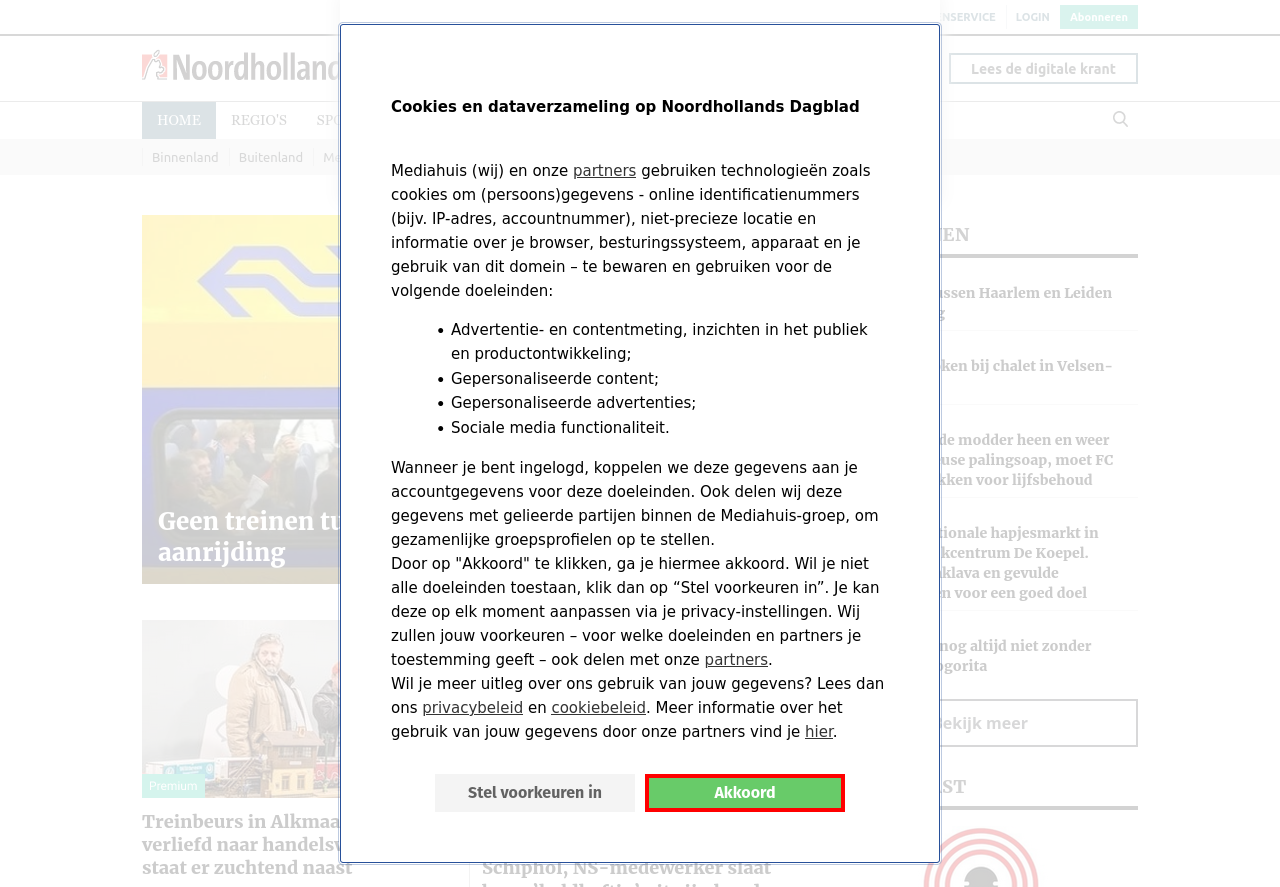 NSERVICE
LOGIN
Abonneren
Noordholland
Lees de digitale krant
HOME
REGIO'S
Binnenland
Buitenland
Cookies en dataverzameling op Noordhollands Dagblad
Mediahuis (wij) en onze partners gebruiken technologieën zoals
cookies om (persoons)gegevens - online identificatienummers
(bijv. IP-adres, accountnummer), niet-precieze locatie en
informatie over je browser, besturingssysteem, apparaat en je
gebruik van dit domein – te bewaren en gebruiken voor de
volgende doeleinden:
• Advertentie- en contentmeting, inzichten in het publiek
en productontwikkeling;
• Gepersonaliseerde content;
• Gepersonaliseerde advertenties;
• Sociale media functionaliteit.
Wanneer je bent ingelogd, koppelen we deze gegevens aan je
accountgegevens voor deze doeleinden. Ook delen wij deze
gegevens met gelieerde partijen binnen de Mediahuis-groep, om
gezamenlijke groepsprofielen op te stellen.
Door op "Akkoord" te klikken, ga je hiermee akkoord. Wil je niet
alle doeleinden toestaan, klik dan op “Stel voorkeuren in”. Je kan
deze op elk moment aanpassen via je privacy-instellingen. Wij
zullen jouw voorkeuren – voor welke doeleinden en partners je
toestemming geeft – ook delen met onze partners.
Wil je meer uitleg over ons gebruik van jouw gegevens? Lees dan
ons privacybeleid en cookiebeleid. Meer informatie over het
gebruik van jouw gegevens door onze partners vind je hier.
Stel voorkeuren in
Akkoord
Geen treinen tu
aanrijding
Premium
Treinbeurs in Alkmaa
verliefd naar handelsw
staat er zuchtend naast
Schiphol, NS-medewerker slaat
EN
ussen Haarlem en Leiden
g
ken bij chalet in Velsen-
de modder heen en weer
use palingsoap, moet FC
kken voor lijfsbehoud
tionale hapjesmarkt in
kcentrum De Koepel.
klava en gevulde
n voor een goed doel
nog altijd niet zonder
ogorita
Bekijk meer
ST